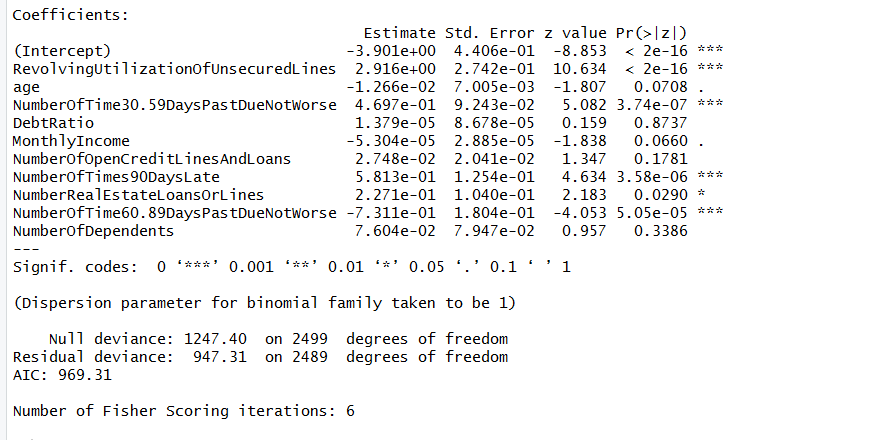 Coefficients:
Estimate Std. Error z value Pr(>|z|)
(Intercept) -3.901e+00 4.406e-01 -8.853 < 2e-16 ***
RevolvingUtilizationOfUnsecuredLines 2.916e+00 2.742e-01 10.634 < 2e-16 ***
age -1.266e-02 7.005e-03 -1.807 0.0708 .
NumberOfTime30.59DaysPastDueNotWorse 4.697e-01 9.243e-02 5.082 3.74e-07 ***
DebtRatio 1.379e-05 8.678e-05 0.159 0.8737
MonthlyIncome -5.304e-05 2.885e-05 -1.838 0.0660 .
NumberOfOpenCreditLinesAndLoans 2.748e-02 2.041e-02 1.347 0.1781
NumberOfTimes90DaysLate 5.813e-01 1.254e-01 4.634 3.58e-06 ***
NumberRealEstateLoansOrLines 2.271e-01 1.040e-01 2.183 0.0290 *
NumberOfTime60.89DaysPastDueNotWorse -7.311e-01 1.804e-01 -4.053 5.05e-05 ***
NumberOfDependents 7.604e-02 7.947e-02 0.957 0.3386
---
Signif. codes: 0 ‘***’ 0.001 ‘**’ 0.01 ‘*’ 0.05 ‘.’ 0.1 ‘ ’ 1
(Dispersion parameter for binomial family taken to be 1)
Null deviance: 1247.40 on 2499 degrees of freedom
Residual deviance: 947.31 on 2489 degrees of freedom
AIC: 969.31
Number of Fisher Scoring iterations: 6